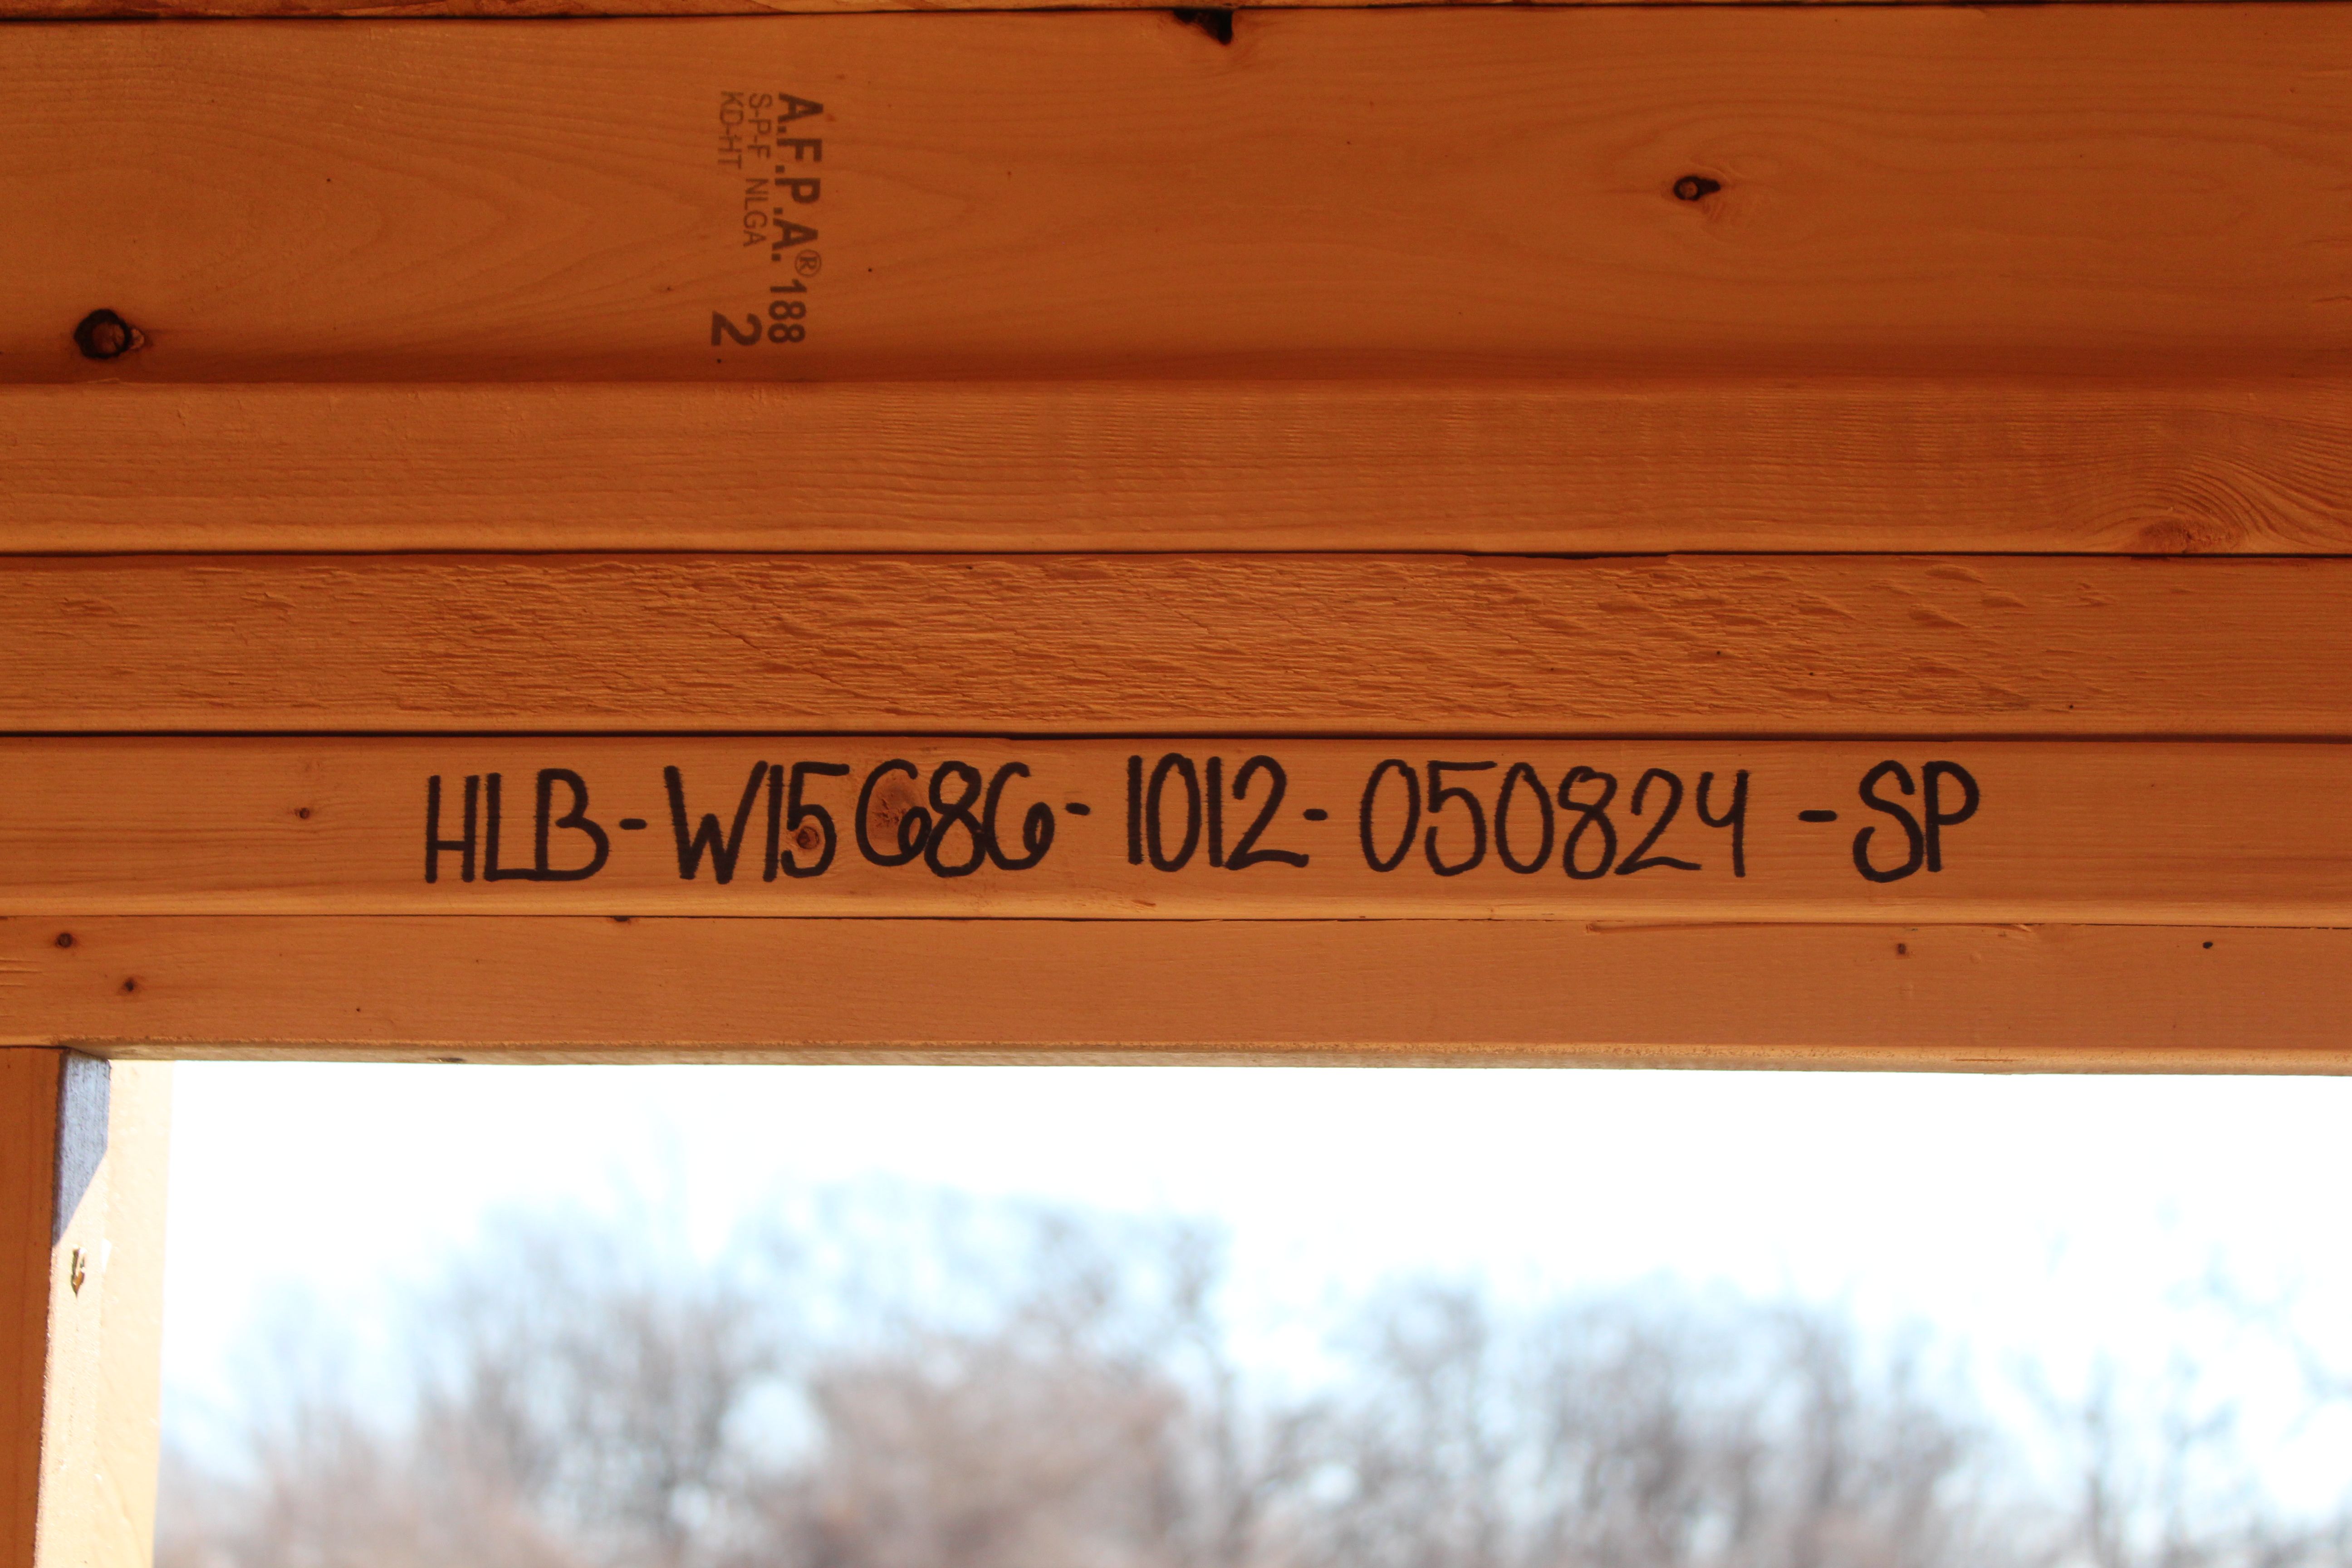 A.F.P.A.® 188
S-P-F NLGA 2
KD-HT
HLB-W15686-1012-050824-SP